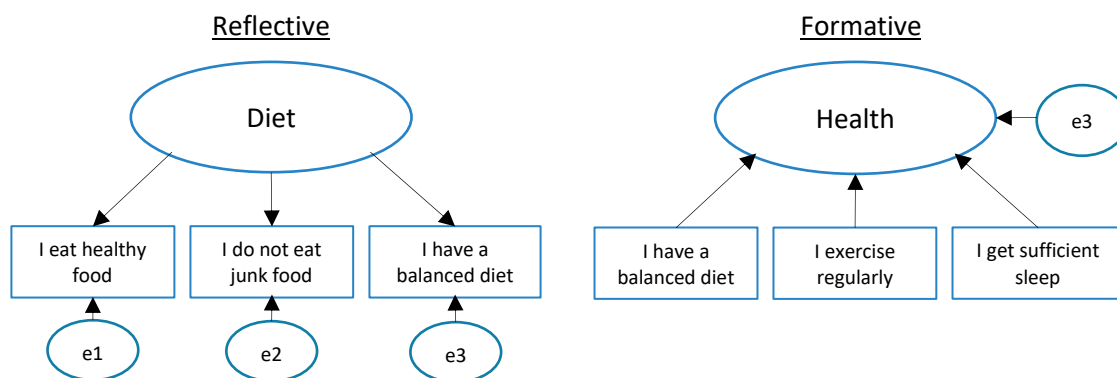 Reflective
Diet
I eat healthy
food
I do not eat
junk food
I have a
balanced diet
e1
e2
e3
Formative
Health
e3
I have a
balanced diet
I exercise
regularly
I get sufficient
sleep